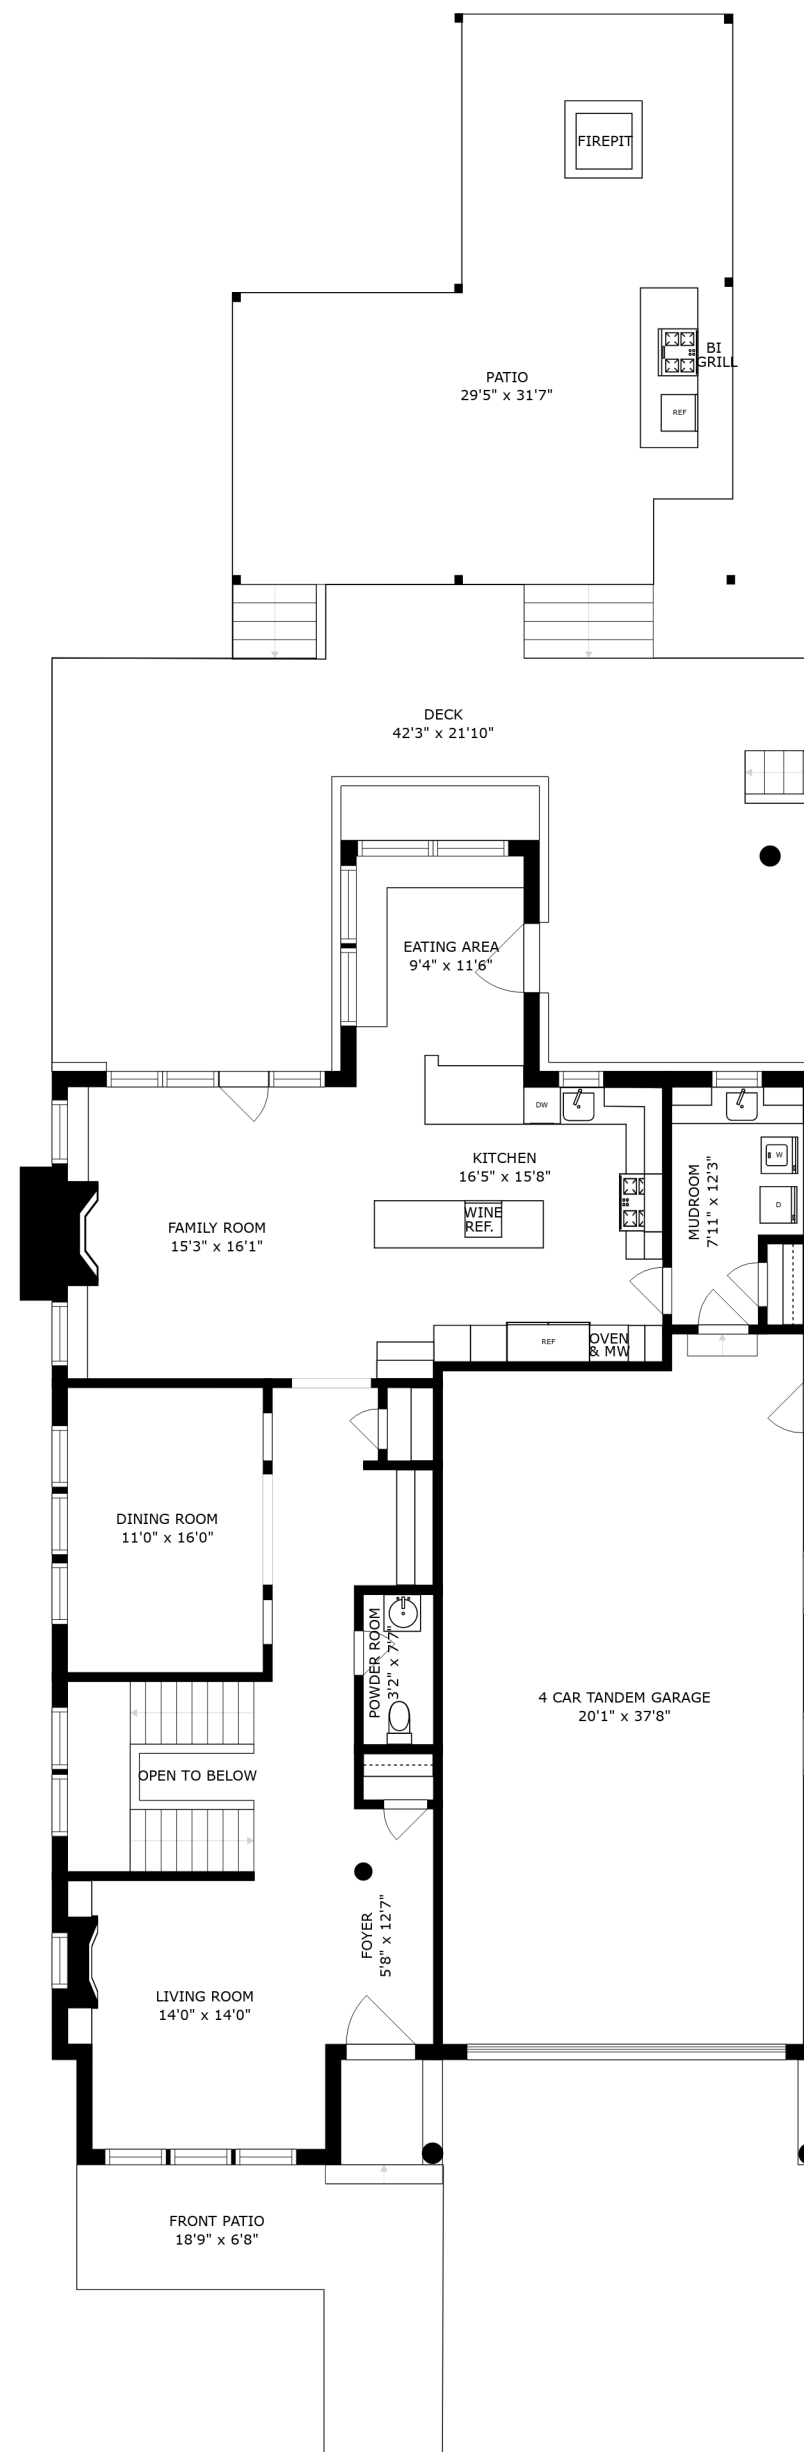 FIREPIT
BI
GRILL
PATIO
29'5" x 31'7"
REF
DECK
42'3" x 21'10"
EATING AREA
9'4" x 11'6"
DW
KITCHEN
16'5" x 15'8"
W
MUDROOM
7'11" x 12'3"
D
WINE
REF.
FAMILY ROOM
15'3" x 16'1"
REF
OVEN
& MW
DINING ROOM
11'0" x 16'0"
POWDER ROOM
3'2" x 7'7"
4 CAR TANDEM GARAGE
20'1" x 37'8"
OPEN TO BELOW
FOYER
5'8" x 12'7"
LIVING ROOM
14'0" x 14'0"
FRONT PATIO
18'9" x 6'8"